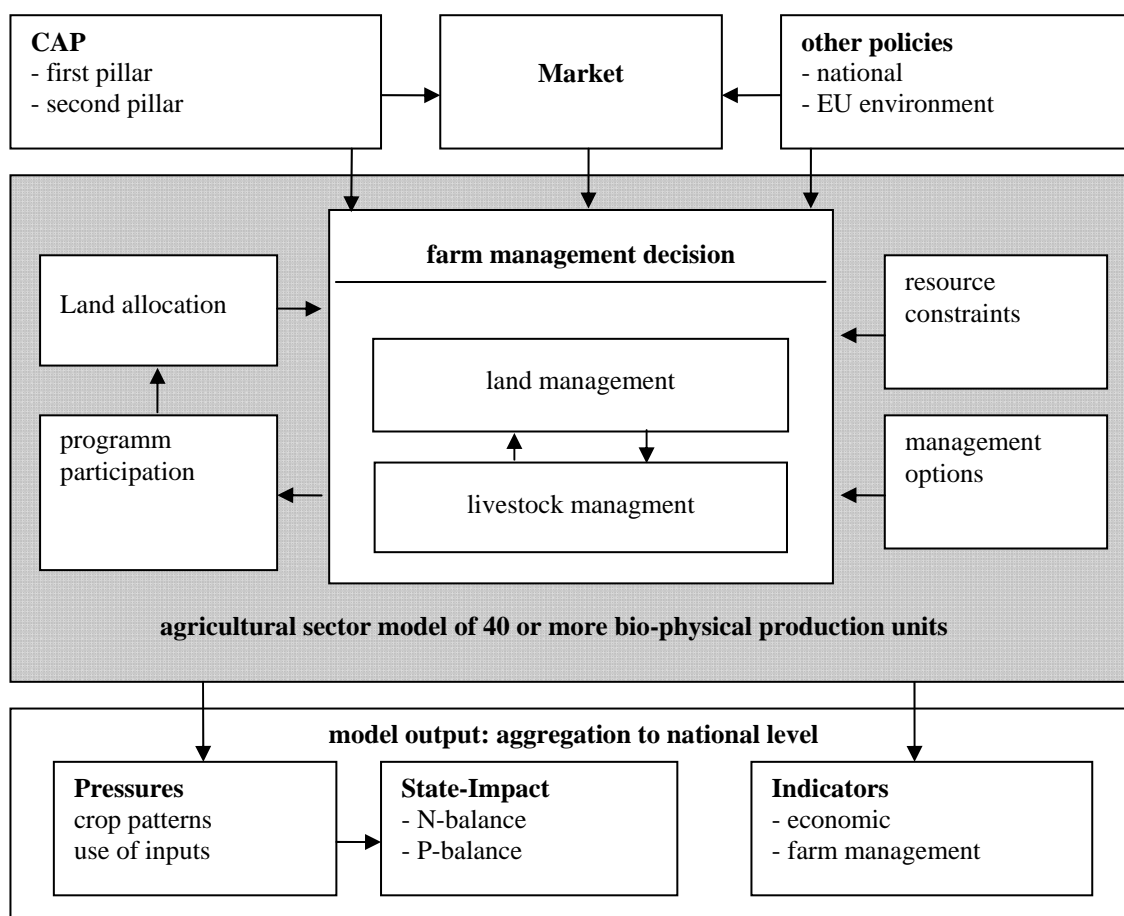 CAP
- first pillar
- second pillar
Market
other policies
- national
- EU environment
farm management decision
Land allocation
resource
constraints
land management
programm
participation
management
options
livestock managment
agricultural sector model of 40 or more bio-physical production units
model output: aggregation to national level
Pressures
crop patterns
use of inputs
State-Impact
- N-balance
- P-balance
Indicators
- economic
- farm management